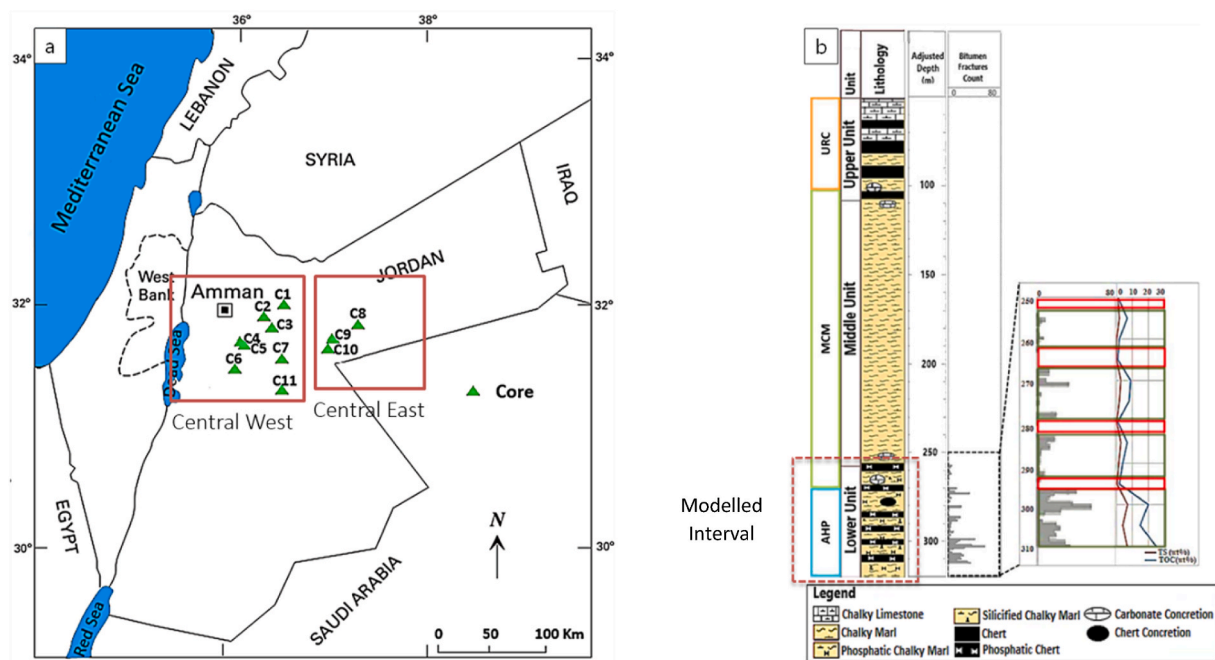 a
36°
38°
34°
34°
Mediterranean Sea
LEBANON
SYRIA
IRAQ
West
Bank
JORDAN
32°
32°
Amman
C1
C2
C3
C8
C4
C5
C9
C10
C6
C7
C11
Dead Sea
Core
Central West
Central East
EGYPT
N
30°
30°
SAUDI ARABIA
Red Sea
0 50 100 Km
b
Unit
Lithology
Adjusted
Depth
(m)
Bitumen
Fractures
Count
0 80
URC
Upper Unit
100
MCM
Middle Unit
150
200
250
AHP
Lower Unit
300
Modelled
Interval
0 80 0 10 20 30
260
270
280
290
300
310
TS (wt%)
TOC(wt%)
Legend
Chalky Limestone
Silicified Chalky Marl
Carbonate Concretion
Chalky Marl
Chert
Chert Concretion
Phosphatic Chalky Marl
Phosphatic Chert